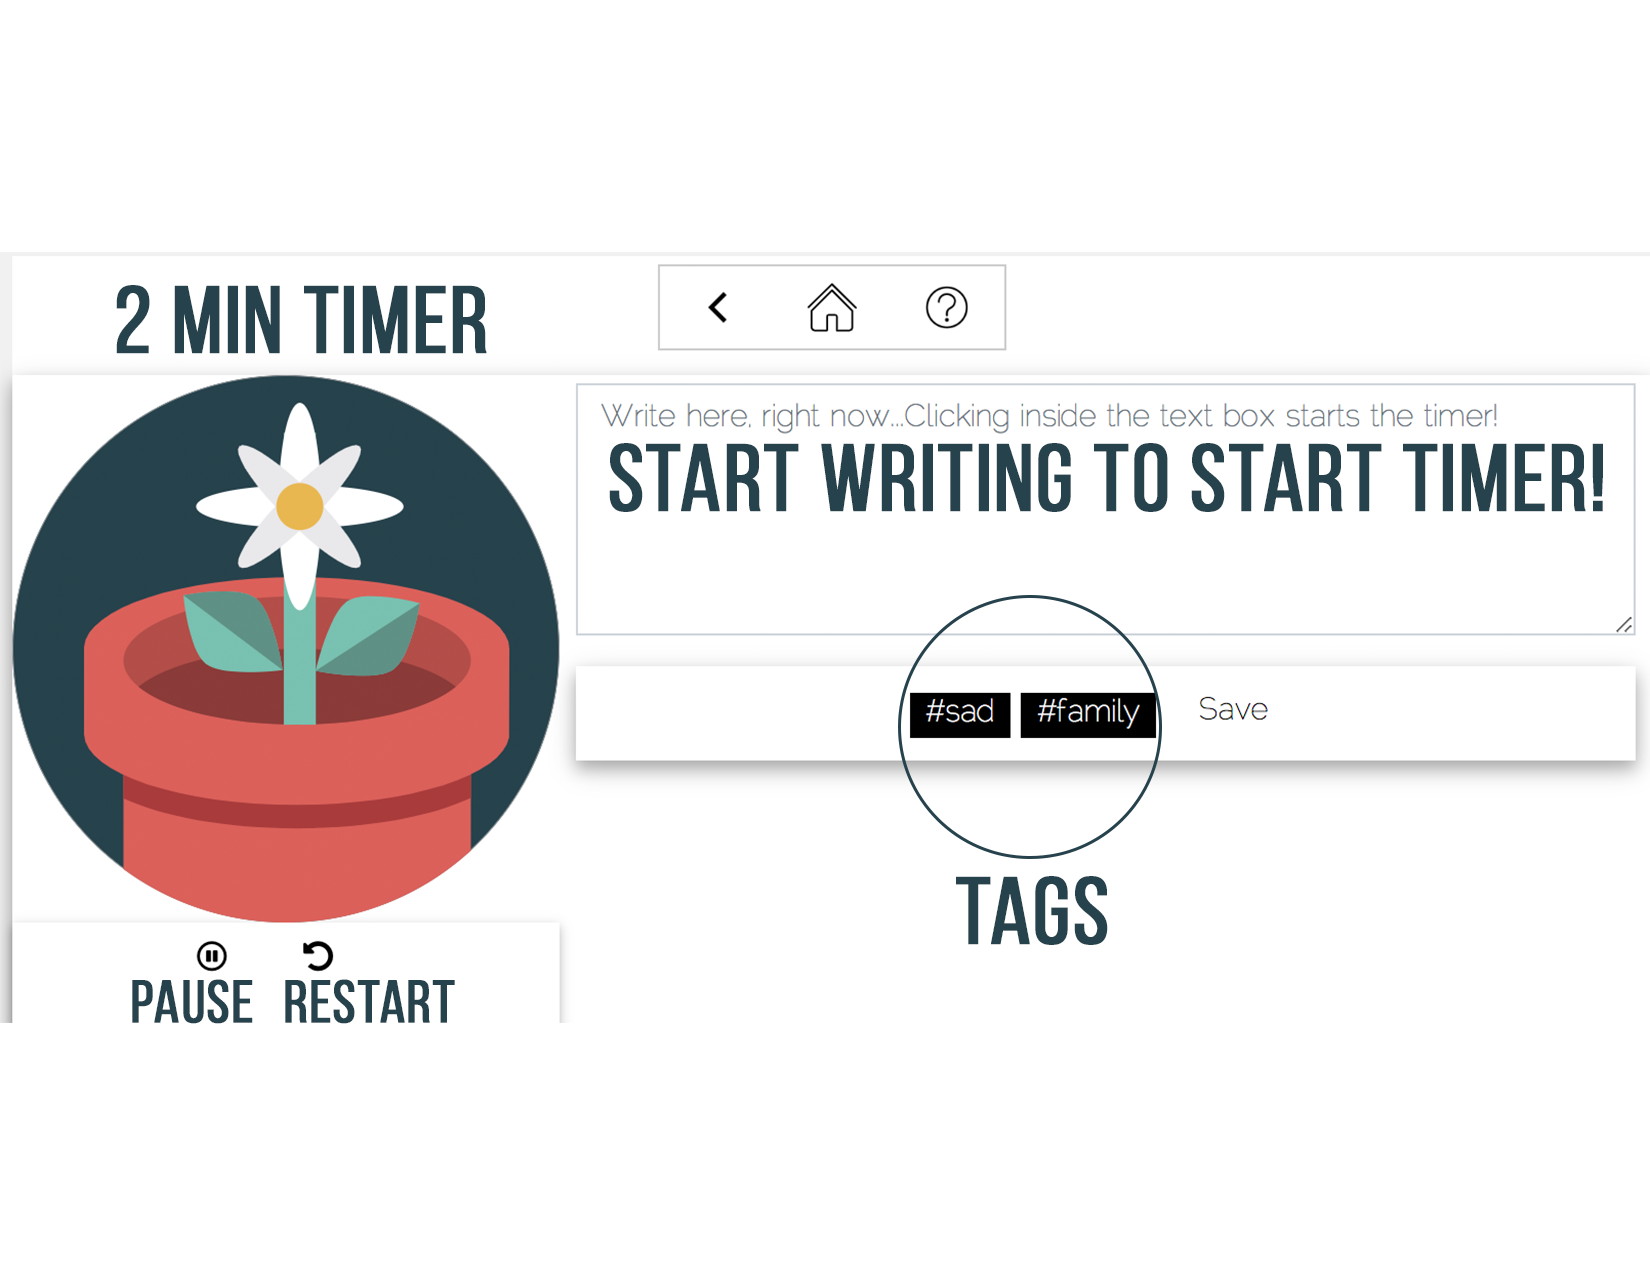 2 MIN TIMER
?
Write here, right now...Clicking inside the text box starts the timer!
START WRITING TO START TIMER!
#sad #family Save
TAGS
PAUSE RESTART